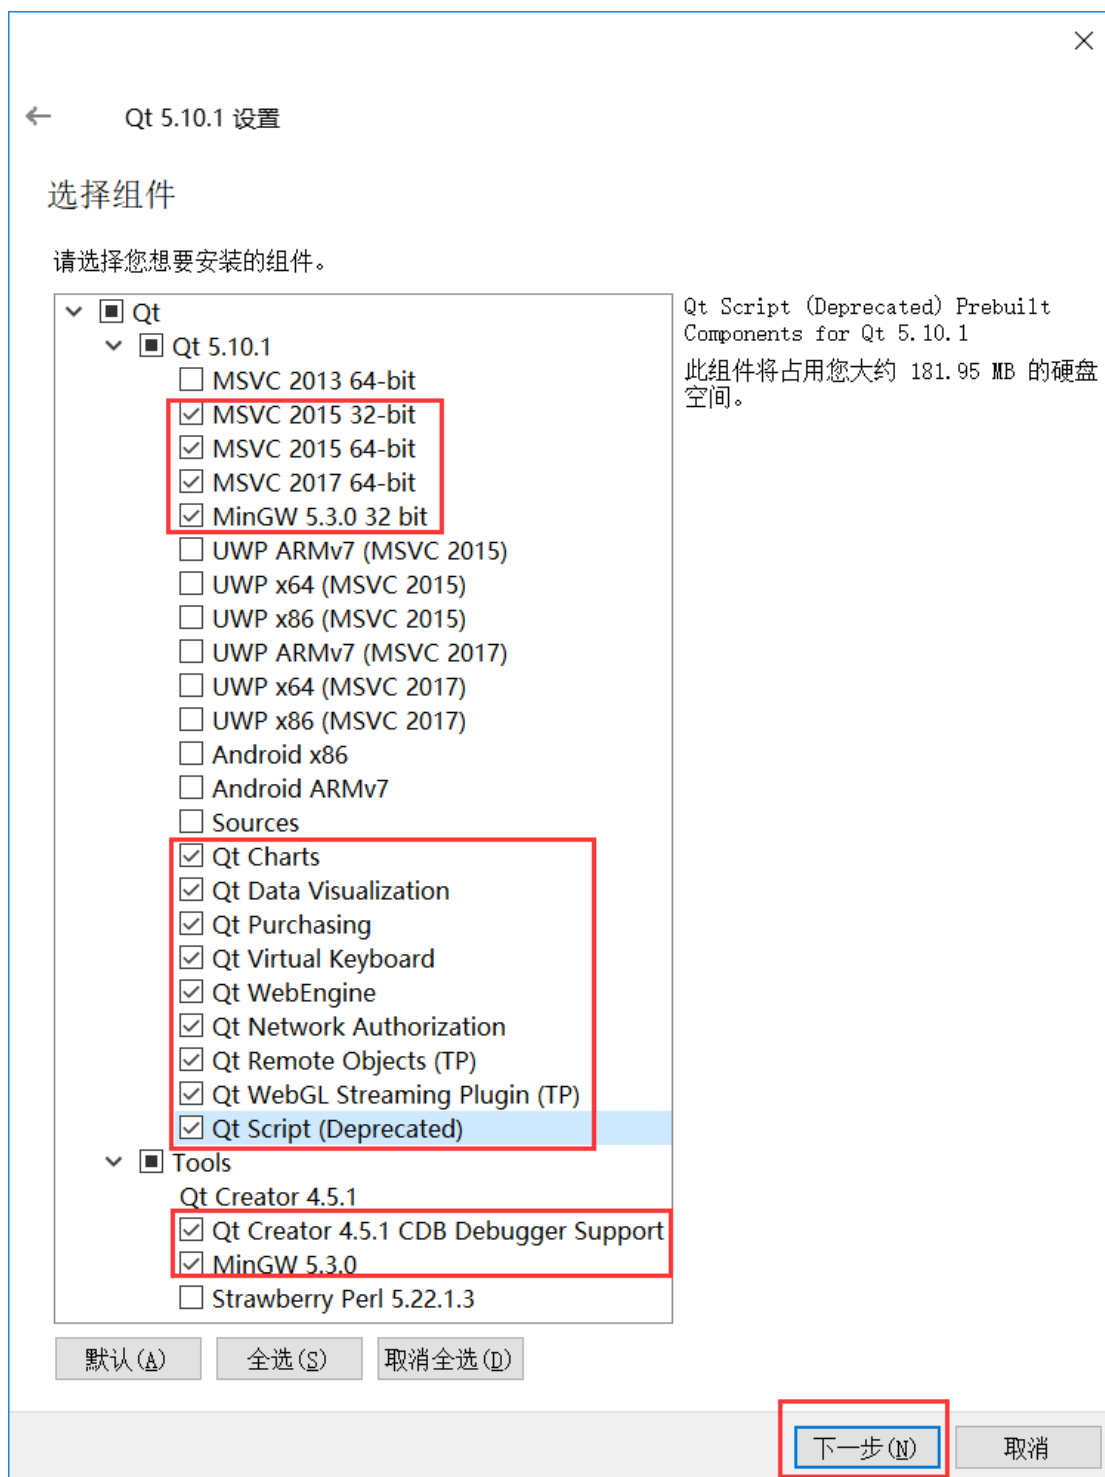 Qt 5.10.1 设置
选择组件
请选择您想要安装的组件。
Qt
Qt 5.10.1
MSVC 2013 64-bit
MSVC 2015 32-bit
MSVC 2015 64-bit
MSVC 2017 64-bit
MinGW 5.3.0 32 bit
UWP ARMv7 (MSVC 2015)
UWP x64 (MSVC 2015)
UWP x86 (MSVC 2015)
UWP ARMv7 (MSVC 2017)
UWP x64 (MSVC 2017)
UWP x86 (MSVC 2017)
Android x86
Android ARMv7
Sources
Qt Charts
Qt Data Visualization
Qt Purchasing
Qt Virtual Keyboard
Qt WebEngine
Qt Network Authorization
Qt Remote Objects (TP)
Qt WebGL Streaming Plugin (TP)
Qt Script (Deprecated)
Tools
Qt Creator 4.5.1
Qt Creator 4.5.1 CDB Debugger Support
MinGW 5.3.0
Strawberry Perl 5.22.1.3
Qt Script (Deprecated) Prebuilt
Components for Qt 5.10.1
此组件将占用您大约 181.95 MB 的硬盘
空间。
默认(A)
全选(S)
取消全选(D)
下一步(N)
取消